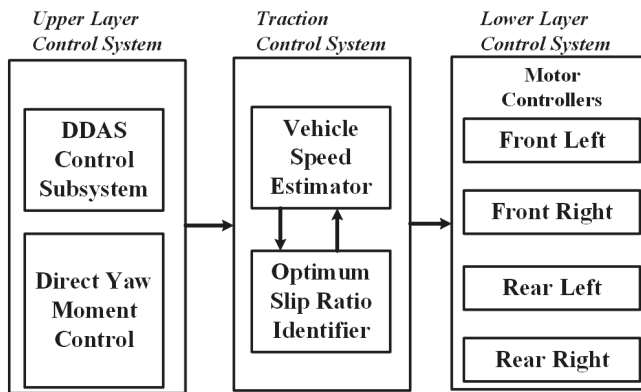 Upper Layer
Control System
Traction
Control System
Lower Layer
Control System
DDAS
Control
Subsystem
Direct Yaw
Moment
Control
Vehicle
Speed
Estimator
Optimum
Slip Ratio
Identifier
Motor
Controllers
Front Left
Front Right
Rear Left
Rear Right